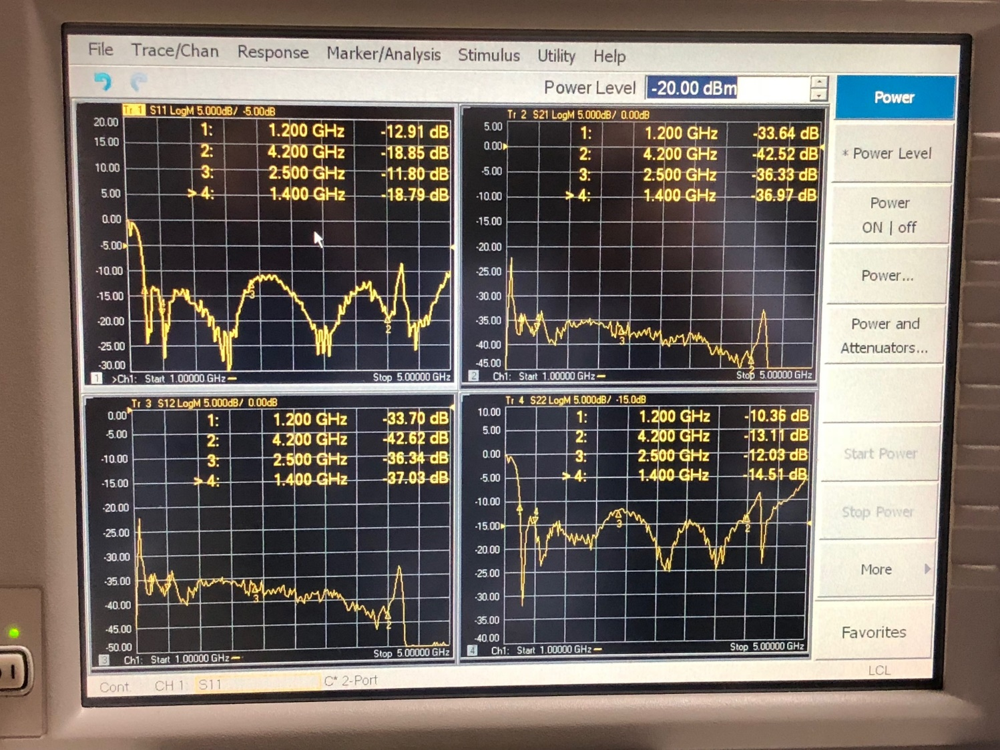 File Trace/Chan Response Marker/Analysis Stimulus Utility Help
Power Level -20.00 dBm
Tr 1 S11 LogM 5.000dB/ -5.00dB
1: 1.200 GHz -12.91 dB
2: 4.200 GHz -18.85 dB
3: 2.500 GHz -11.80 dB
>4: 1.400 GHz -18.79 dB
20.00
15.00
10.00
5.00
0.00
-5.00
-10.00
-15.00
-20.00
-25.00
-30.00
4
3
2
1 >Ch1: Start 1.00000 GHz Stop 5.00000 GHz
Tr 2 S21 LogM 5.000dB/ 0.00dB
1: 1.200 GHz -33.64 dB
2: 4.200 GHz -42.52 dB
3: 2.500 GHz -36.33 dB
>4: 1.400 GHz -36.97 dB
5.00
0.00
-5.00
-10.00
-15.00
-20.00
-25.00
-30.00
-35.00
-40.00
-45.00
3
2
2 Ch1: Start 1.00000 GHz Stop 5.00000 GHz
Tr 3 S12 LogM 5.000dB/ 0.00dB
1: 1.200 GHz -33.70 dB
2: 4.200 GHz -42.62 dB
3: 2.500 GHz -36.34 dB
>4: 1.400 GHz -37.03 dB
0.00
-5.00
-10.00
-15.00
-20.00
-25.00
-30.00
-35.00
-40.00
-45.00
-50.00
3
2
3 Ch1: Start 1.00000 GHz Stop 5.00000 GHz
Tr 4 S22 LogM 5.000dB/ -15.0dB
1: 1.200 GHz -10.36 dB
2: 4.200 GHz -13.11 dB
3: 2.500 GHz -12.03 dB
>4: 1.400 GHz -14.51 dB
10.00
5.00
0.00
-5.00
-10.00
-15.00
-20.00
-25.00
-30.00
-35.00
-40.00
4
3
2
4 Ch1: Start 1.00000 GHz Stop 5.00000 GHz
Power
* Power Level
Power
ON | off
Power...
Power and
Attenuators...
Start Power
Stop Power
More
Favorites
Cont. CH 1: S11 C* 2-Port LCL